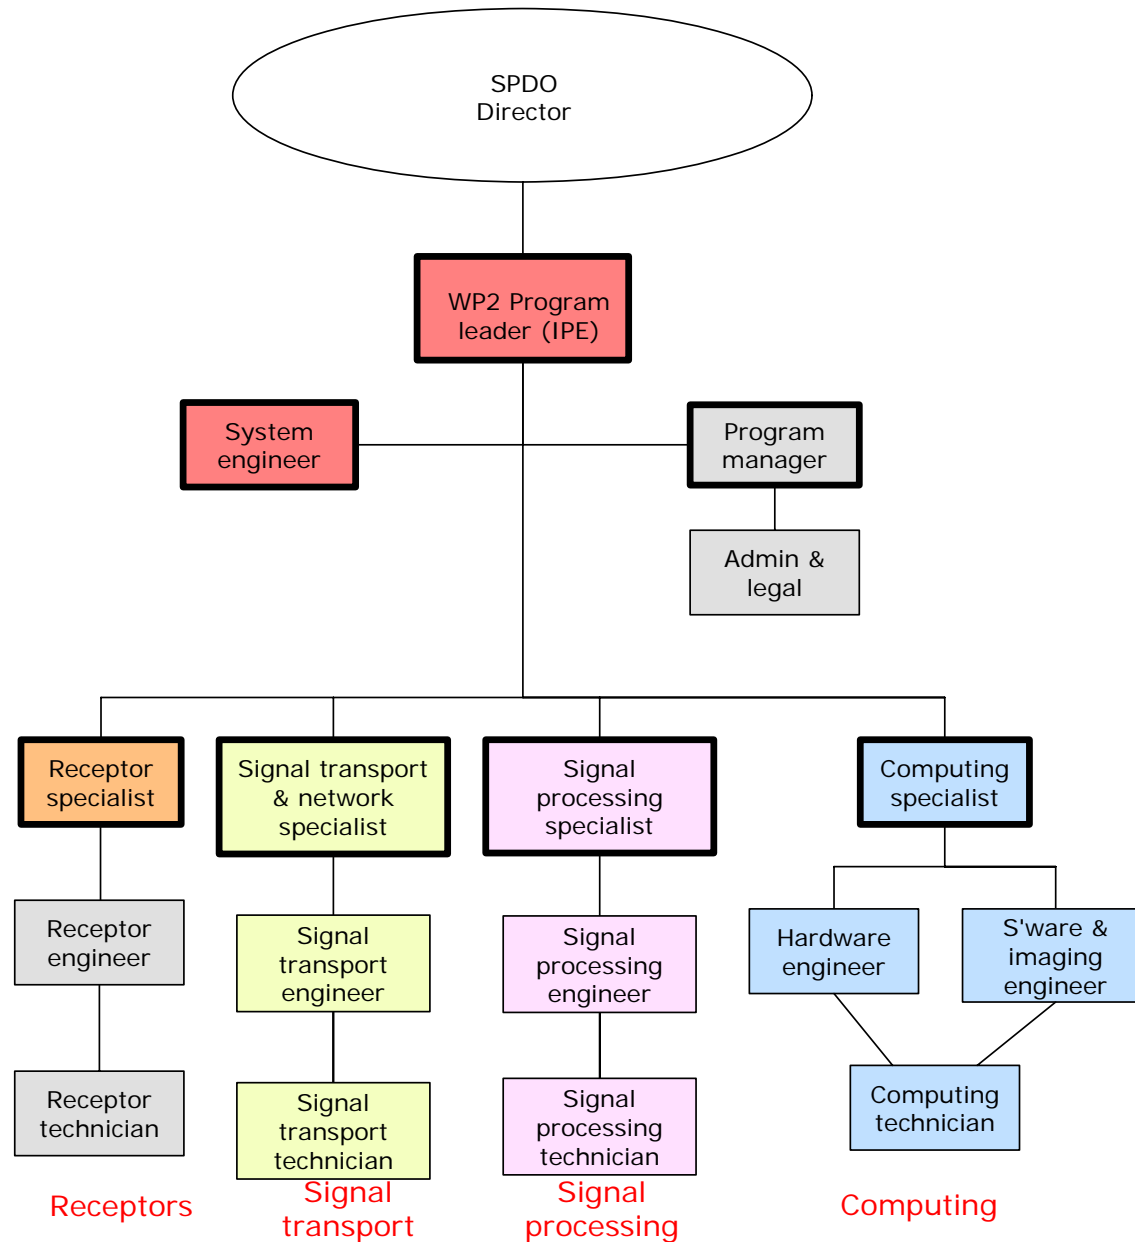 SPDO
Director
WP2 Program
leader (IPE)
System
engineer
Program
manager
Admin &
legal
Receptor
specialist
Signal transport
& network
specialist
Signal
processing
specialist
Computing
specialist
Receptor
engineer
Signal
transport
engineer
Signal
processing
engineer
Hardware
engineer
S'ware &
imaging
engineer
Receptor
technician
Signal
transport
technician
Signal
processing
technician
Computing
technician
Receptors
Signal
transport
Signal
processing
Computing